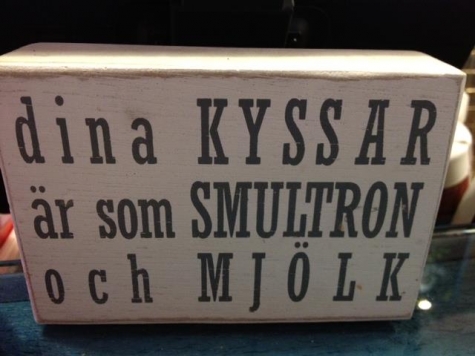 dina KYSSAR
är som SMULTRON
och MJÖLK